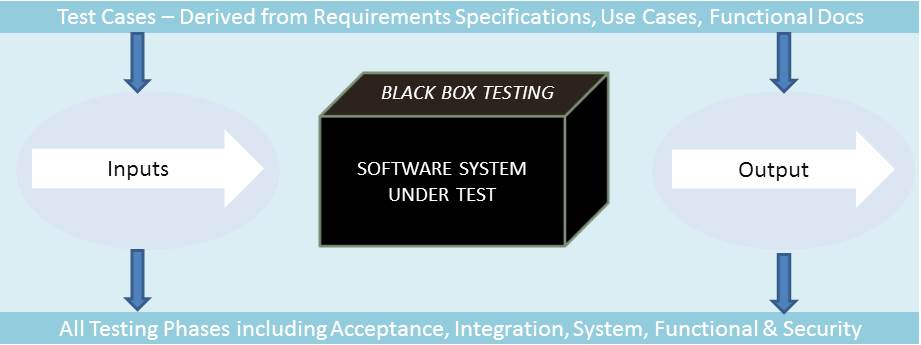 Test Cases – Derived from Requirements Specifications, Use Cases, Functional Docs
BLACK BOX TESTING
Inputs
SOFTWARE SYSTEM
UNDER TEST
Output
All Testing Phases including Acceptance, Integration, System, Functional & Security